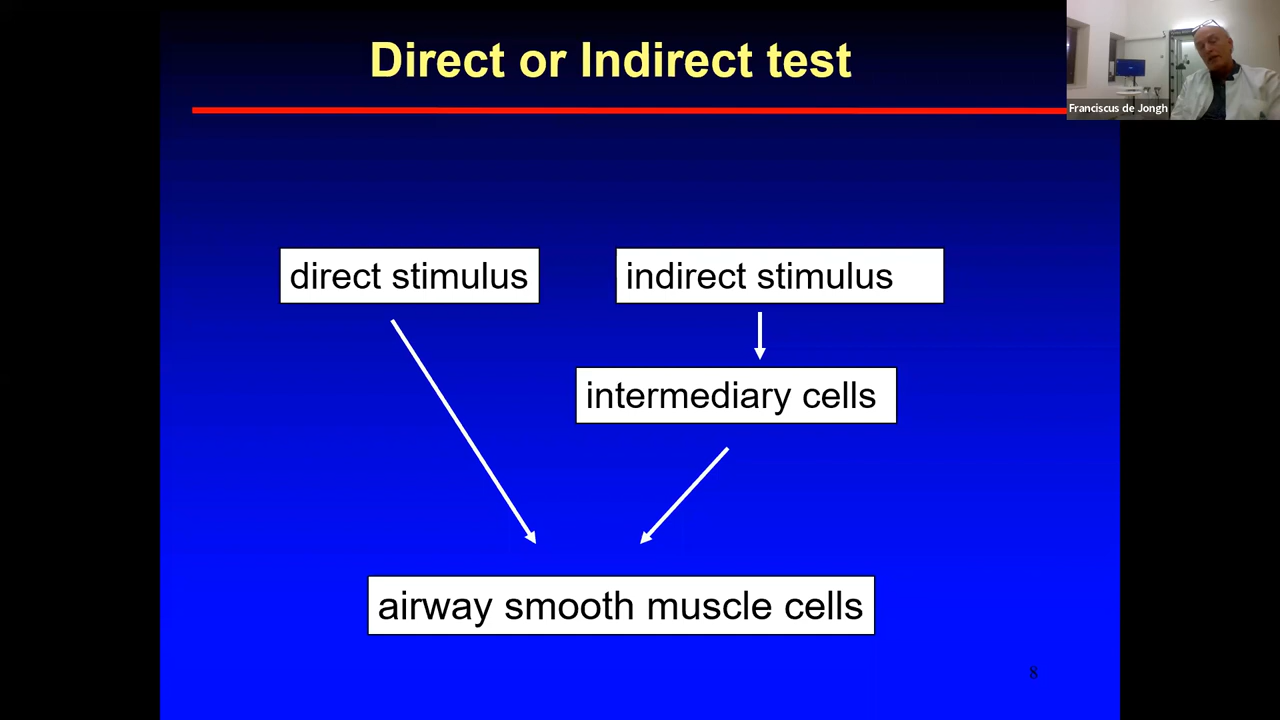 Direct or Indirect test
Franciscus de Jongh
direct stimulus
indirect stimulus
intermediary cells
airway smooth muscle cells
8